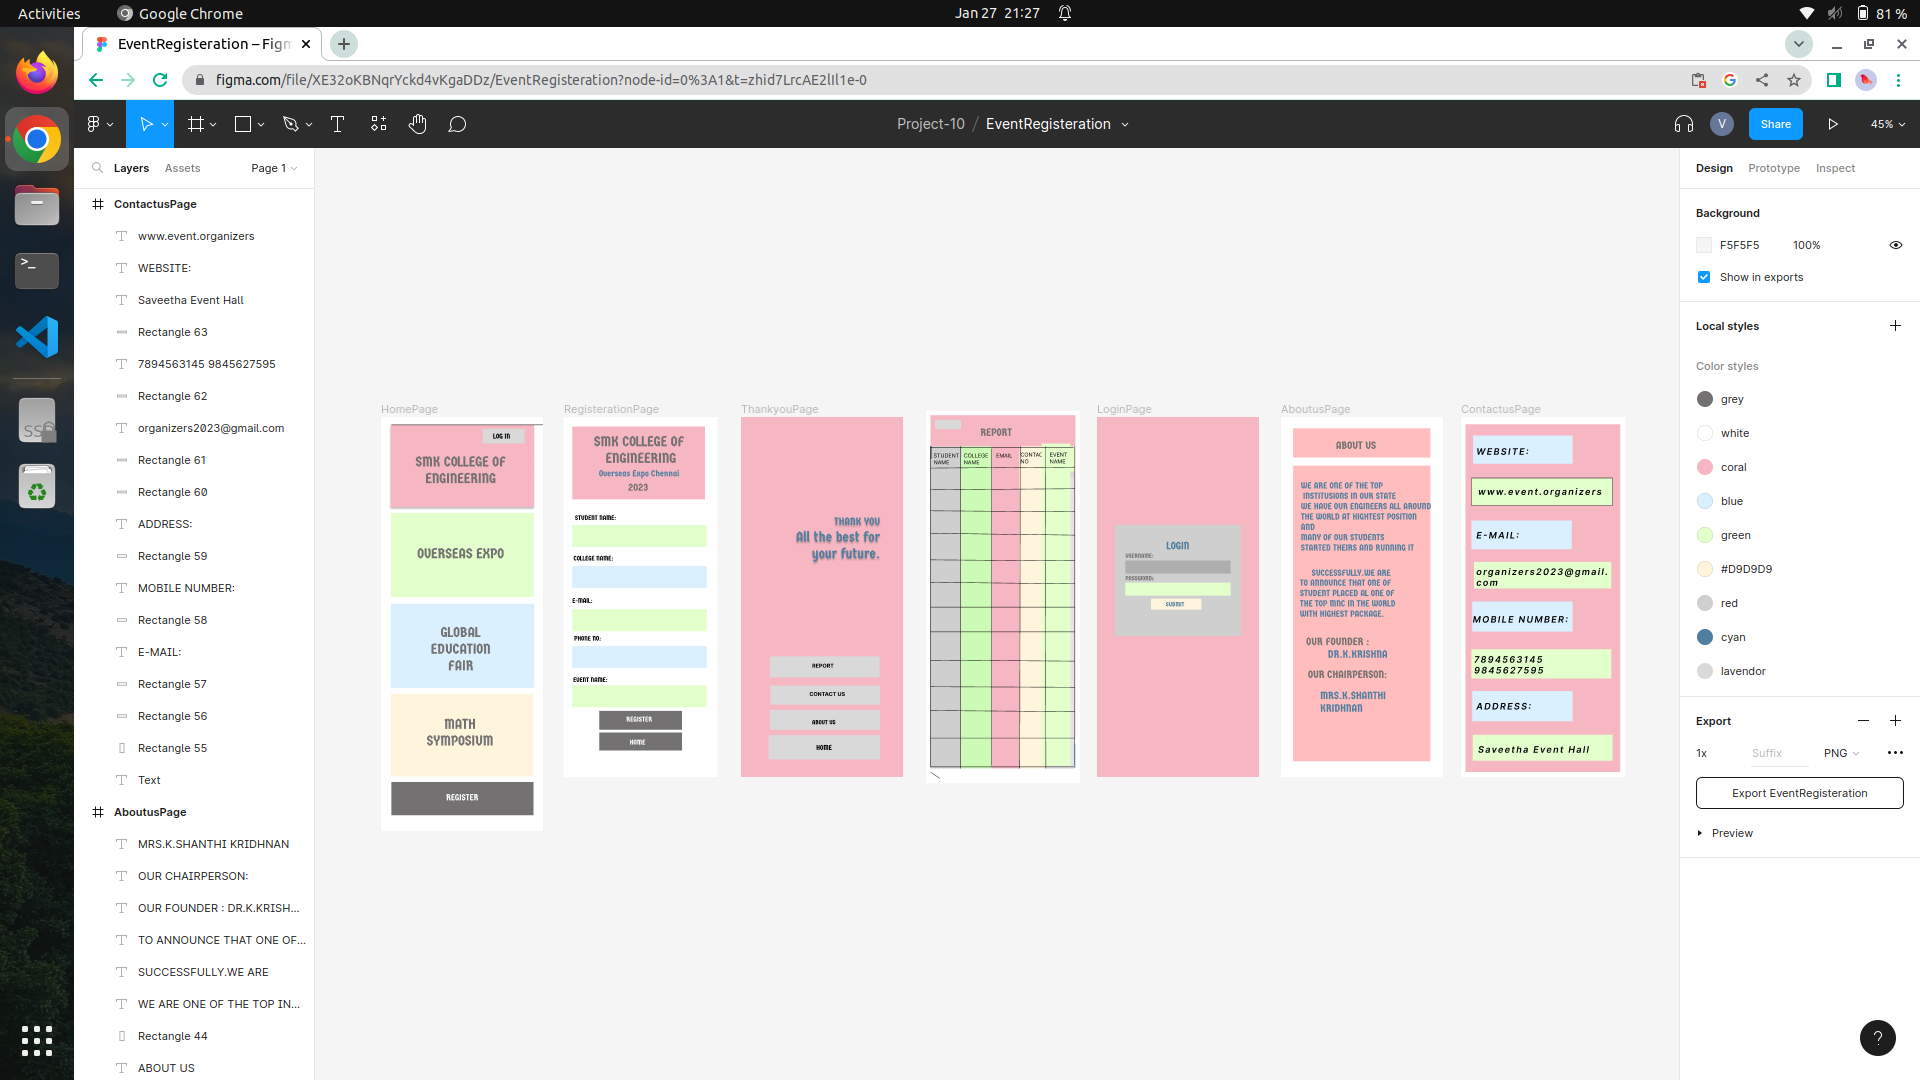 Activities
Google Chrome
Jan 27 21:27
81 %
EventRegisteration – Figm
figma.com/file/XE32oKBNqrYckd4vKgaDDz/EventRegisteration?node-id=0%3A1&t=zhid7LrcAE2lIl1e-0
Project-10 / EventRegisteration
V
Share
45%
Layers
Assets
Page 1
ContactusPage
www.event.organizers
WEBSITE:
Saveetha Event Hall
Rectangle 63
7894563145 9845627595
Rectangle 62
organizers2023@gmail.com
Rectangle 61
Rectangle 60
ADDRESS:
Rectangle 59
MOBILE NUMBER:
Rectangle 58
E-MAIL:
Rectangle 57
Rectangle 56
Rectangle 55
Text
AboutusPage
MRS.K.SHANTHI KRIDHNAN
OUR CHAIRPERSON:
OUR FOUNDER : DR.K.KRISH...
TO ANNOUNCE THAT ONE OF...
SUCCESSFULLY.WE ARE
WE ARE ONE OF THE TOP IN...
Rectangle 44
ABOUT US
HomePage
LOG IN
SMK COLLEGE OF
ENGINEERING
OVERSEAS EXPO
GLOBAL
EDUCATION
FAIR
MATH
SYMPOSIUM
REGISTER
RegisterationPage
SMK COLLEGE OF
ENGINEERING
Overseas Expo Chennai
2023
STUDENT NAME:
COLLEGE NAME:
E-MAIL:
PHONE NO:
EVENT NAME:
REGISTER
HOME
ThankyouPage
THANK YOU
All the best for
your future.
REPORT
CONTACT US
ABOUT US
HOME
REPORT
STUDENT
NAME
COLLEGE
NAME
EMAIL
CONTAC
NO
EVENT
NAME
LoginPage
LOGIN
USERNAME:
PASSWORD:
SUBMIT
AboutusPage
ABOUT US
WE ARE ONE OF THE TOP
INSTITUSIONS IN OUR STATE
WE HAVE OUR ENGINEERS ALL AROUND
THE WORLD AT HIGHTEST POSITION
AND
MANY OF OUR STUDENTS
STARTED THEIRS AND RUNNING IT
SUCCESSFULLY.WE ARE
TO ANNOUNCE THAT ONE OF
STUDENT PLACED AL ONE OF
THE TOP MNC IN THE WORLD
WITH HIGHEST PACKAGE.
OUR FOUNDER :
DR.K.KRISHNA
OUR CHAIRPERSON:
MRS.K.SHANTHI
KRIDHNAN
ContactusPage
WEBSITE:
www.event.organizers
E-MAIL:
organizers2023@gmail.
com
MOBILE NUMBER:
7894563145
9845627595
ADDRESS:
Saveetha Event Hall
Design
Prototype
Inspect
Background
F5F5F5
100%
Show in exports
Local styles
Color styles
grey
white
coral
blue
green
#D9D9D9
red
cyan
lavendor
Export
1x
Suffix
PNG
Export EventRegisteration
Preview
?